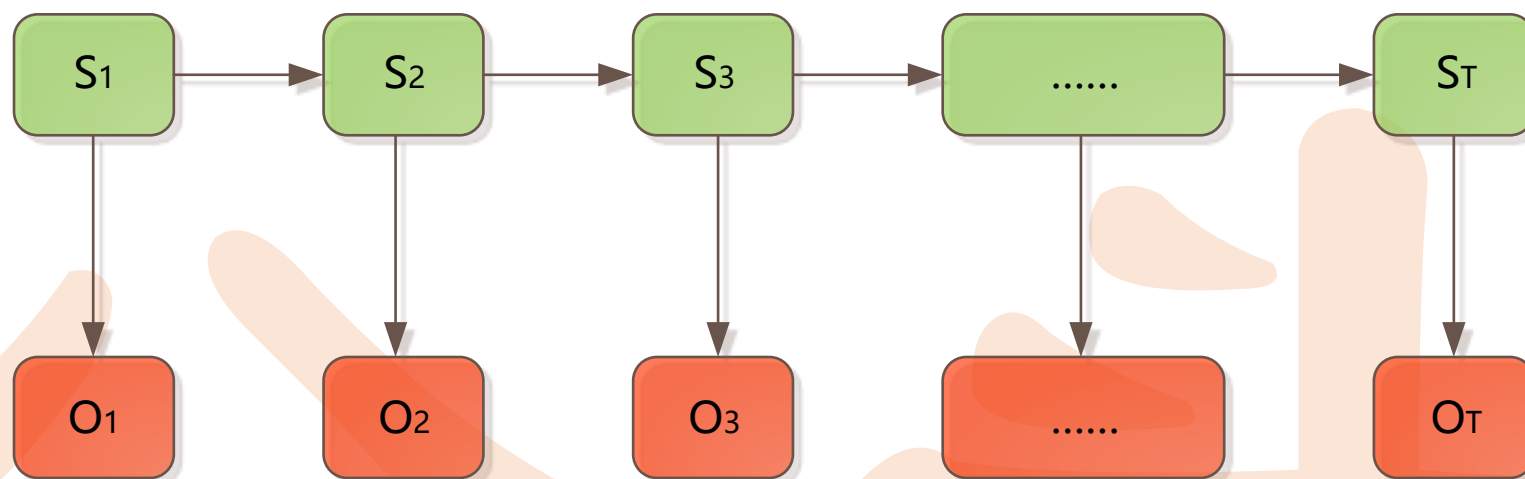 S1 S2 S3 ...... ST
O1 O2 O3 ...... OT